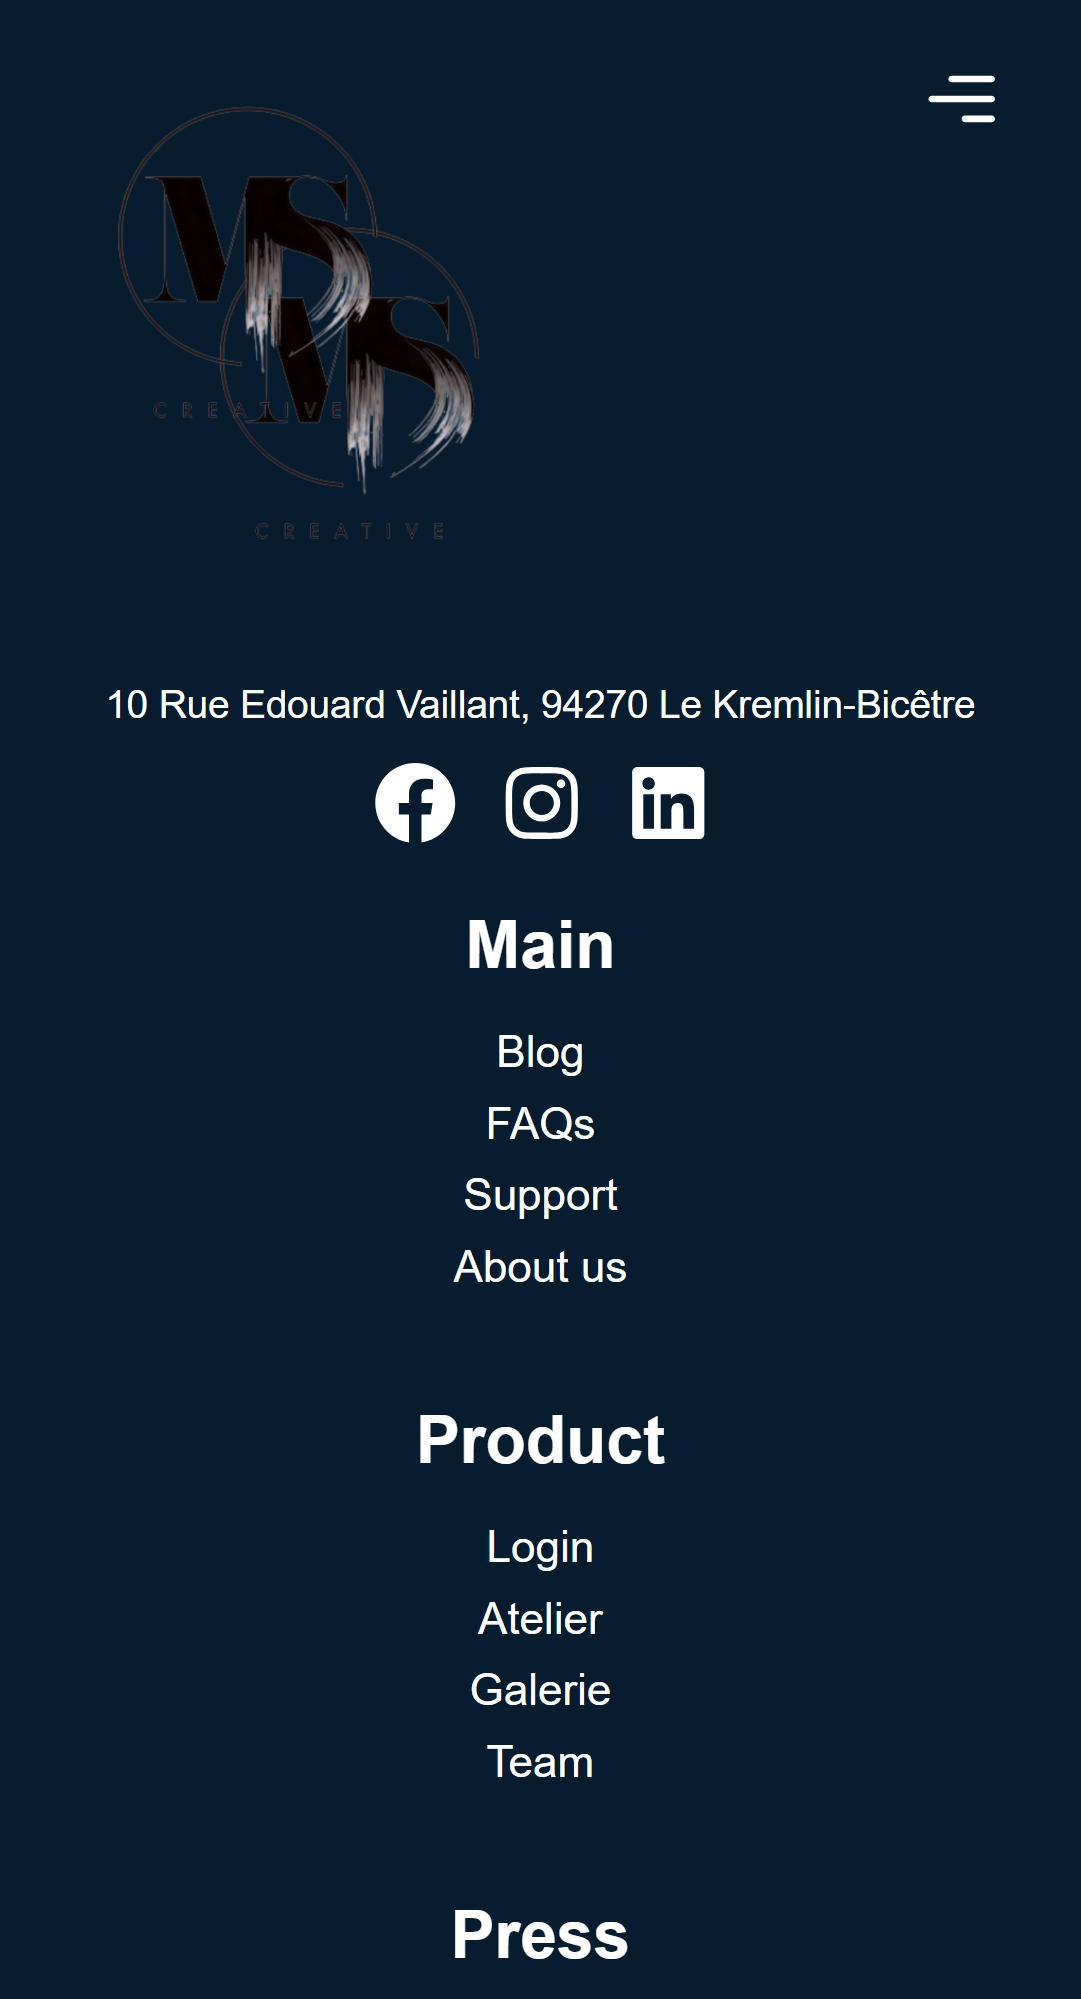 MS
CREATIVE
MS
CREATIVE
10 Rue Edouard Vaillant, 94270 Le Kremlin-Bicêtre
Main
Blog
FAQs
Support
About us
Product
Login
Atelier
Galerie
Team
Press